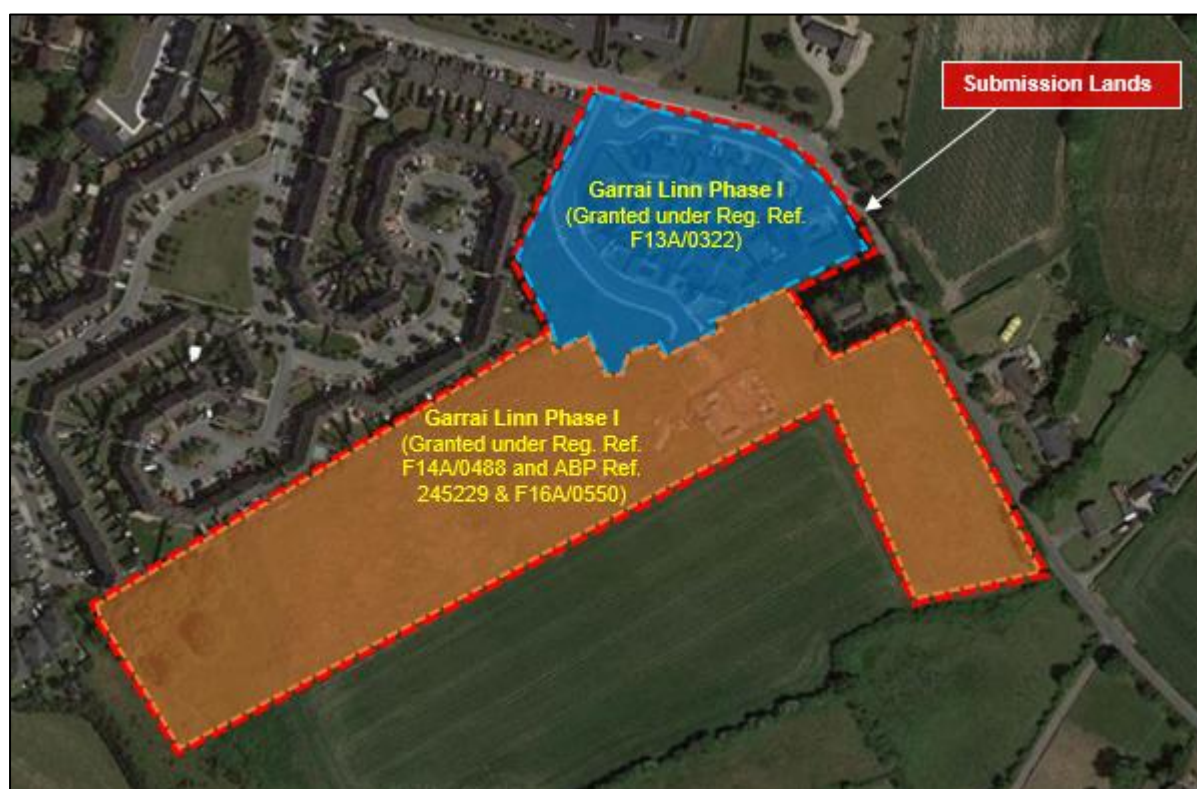 Submission Lands
Garrai Linn Phase I
(Granted under Reg. Ref.
F13A/0322)
Garrai Linn Phase I
(Granted under Reg. Ref.
F14A/0488 and ABP Ref.
245229 & F16A/0550)